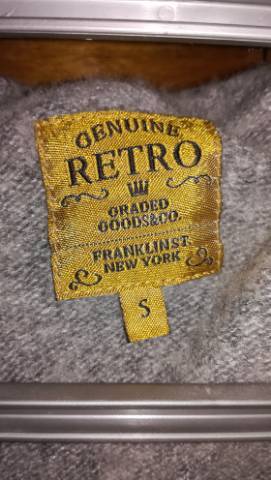 GENUINE
RETRO
GRADED
GOODS&CO.
FRANKLIN ST.
NEW YORK
S